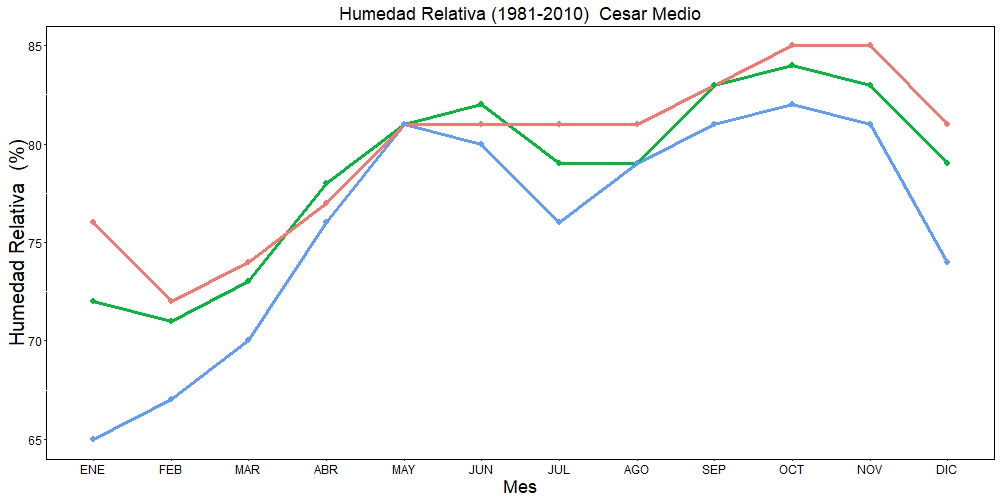 Humedad Relativa (1981-2010)  Cesar Medio
Humedad Relativa  (%)
85
80
75
70
65
ENE FEB MAR ABR MAY JUN JUL AGO SEP OCT NOV DIC
Mes